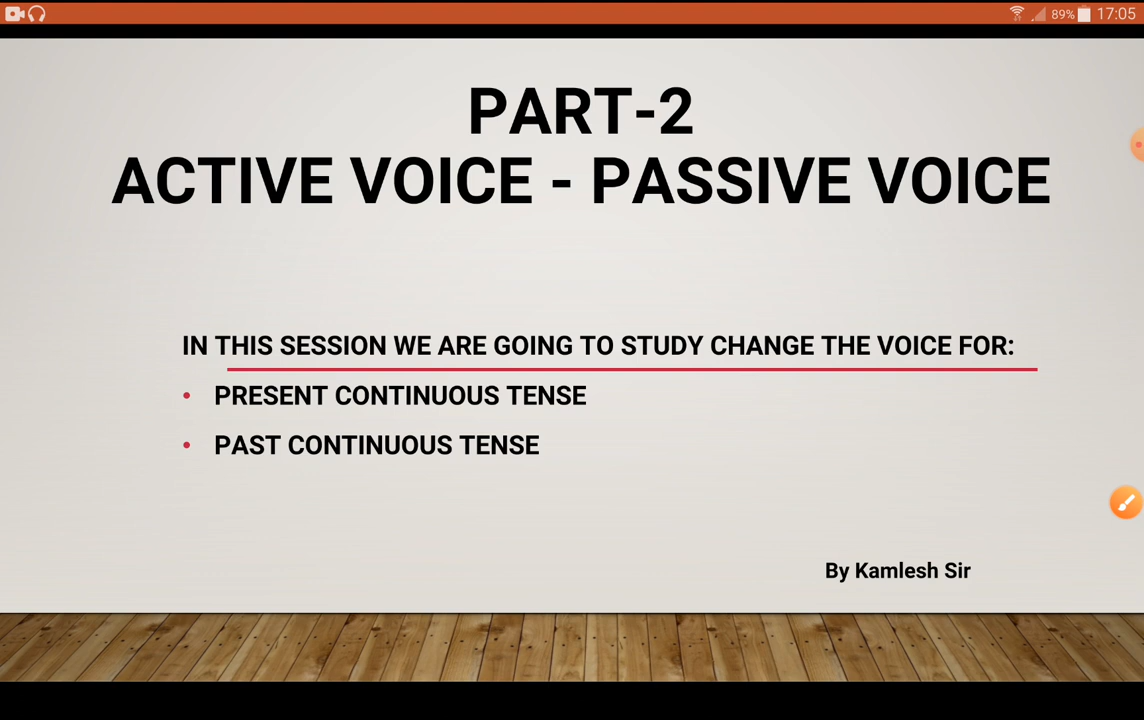 89% 17:05
PART-2
ACTIVE VOICE - PASSIVE VOICE
IN THIS SESSION WE ARE GOING TO STUDY CHANGE THE VOICE FOR:
• PRESENT CONTINUOUS TENSE
• PAST CONTINUOUS TENSE
By Kamlesh Sir